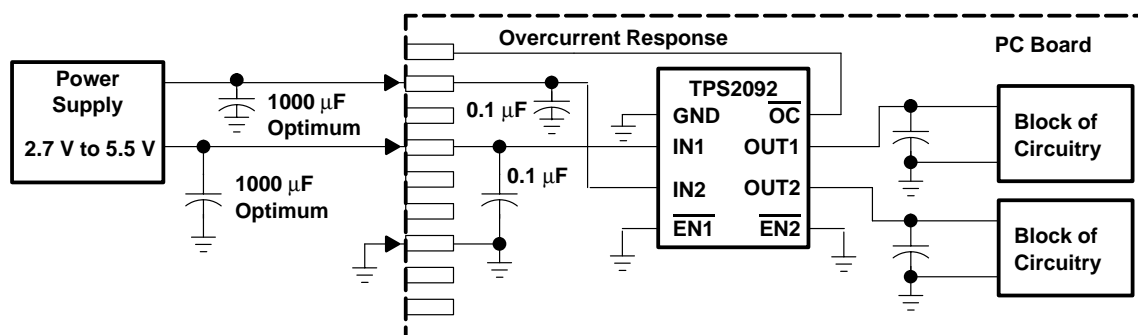 Overcurrent Response
PC Board
Power
Supply
2.7 V to 5.5 V
1000 μF
Optimum
0.1 μF
TPS2092
GND
OC
IN1
OUT1
IN2
OUT2
EN1
EN2
Block of
Circuitry
1000 μF
Optimum
0.1 μF
Block of
Circuitry